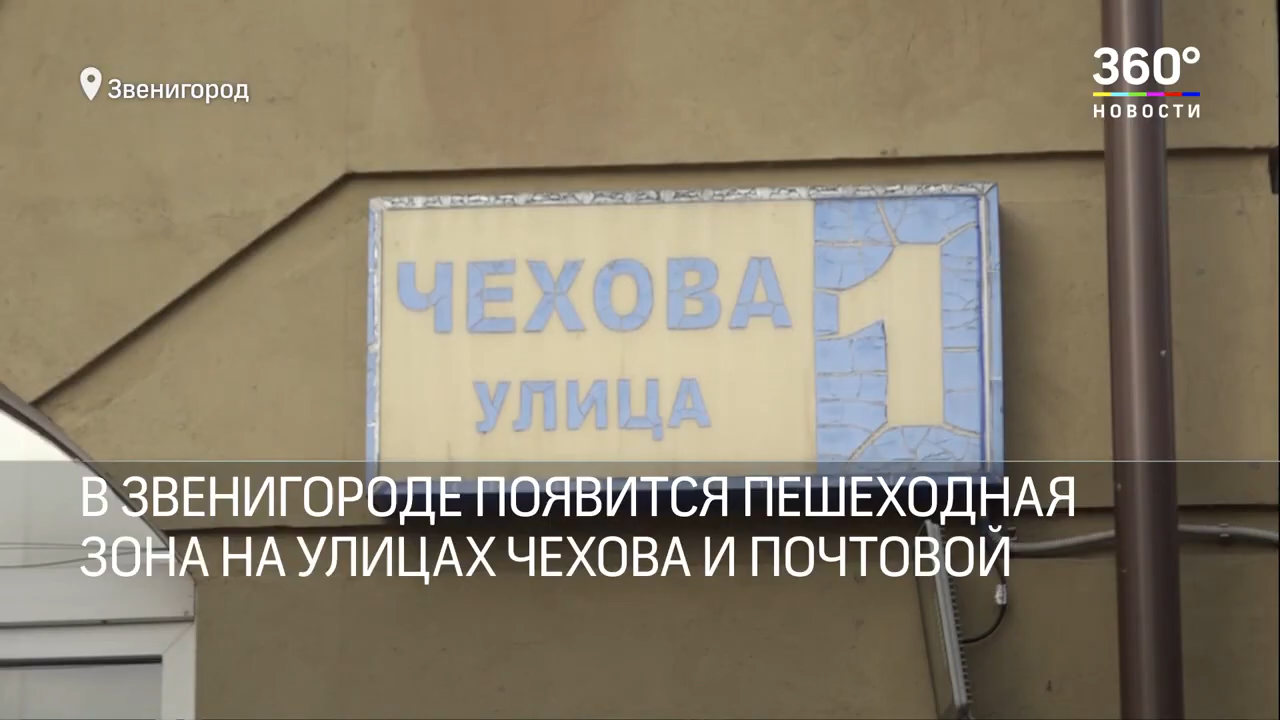 Звенигород
360°
НОВОСТИ
ЧЕХОВА
УЛИЦА
1
В ЗВЕНИГОРОДЕ ПОЯВИТСЯ ПЕШЕХОДНАЯ
ЗОНА НА УЛИЦАХ ЧЕХОВА И ПОЧТОВОЙ